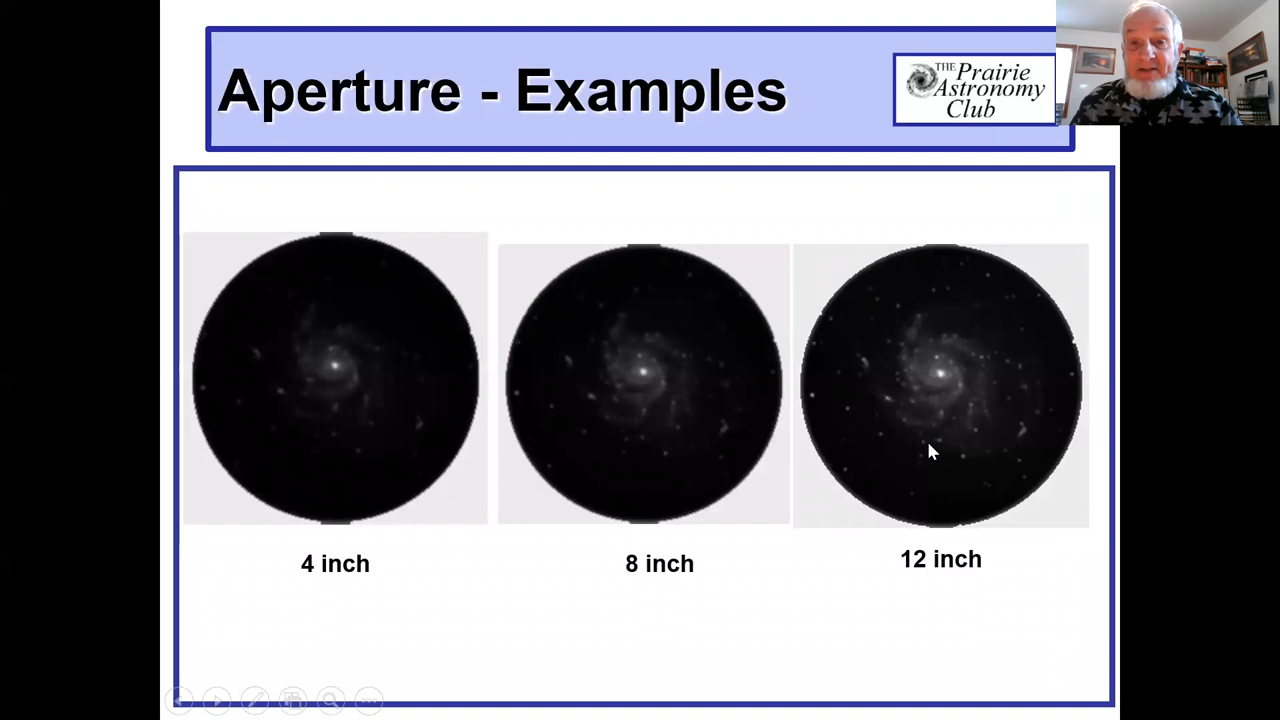 Aperture - Examples
THE Prairie
Astronomy
Club
4 inch
8 inch
12 inch